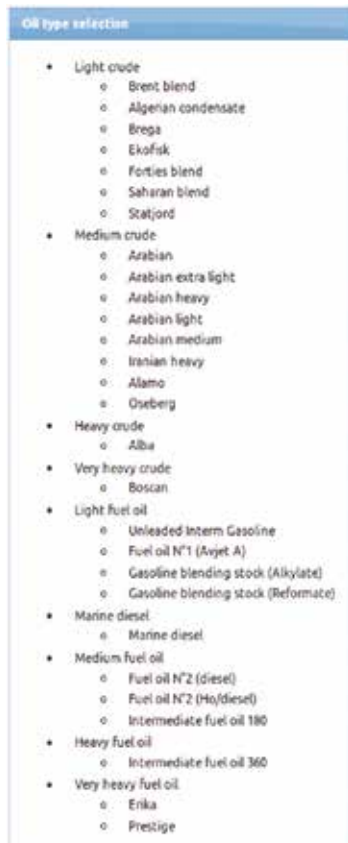 Oil type selection
• Light crude
o Brent blend
o Algerian condensate
o Brega
o Ekofisk
o Forties blend
o Saharan blend
o Statjord
• Medium crude
o Arabian
o Arabian extra light
o Arabian heavy
o Arabian light
o Arabian medium
o Iranian heavy
o Alamo
o Oseberg
• Heavy crude
o Alba
• Very heavy crude
o Boscan
• Light fuel oil
o Unleaded Interm Gasoline
o Fuel oil N°1 (Avjet A)
o Gasoline blending stock (Alkylate)
o Gasoline blending stock (Reformate)
• Marine diesel
o Marine diesel
• Medium fuel oil
o Fuel oil N°2 (diesel)
o Fuel oil N°2 (Ho/diesel)
o Intermediate fuel oil 180
• Heavy fuel oil
o Intermediate fuel oil 360
• Very heavy fuel oil
o Erika
o Prestige